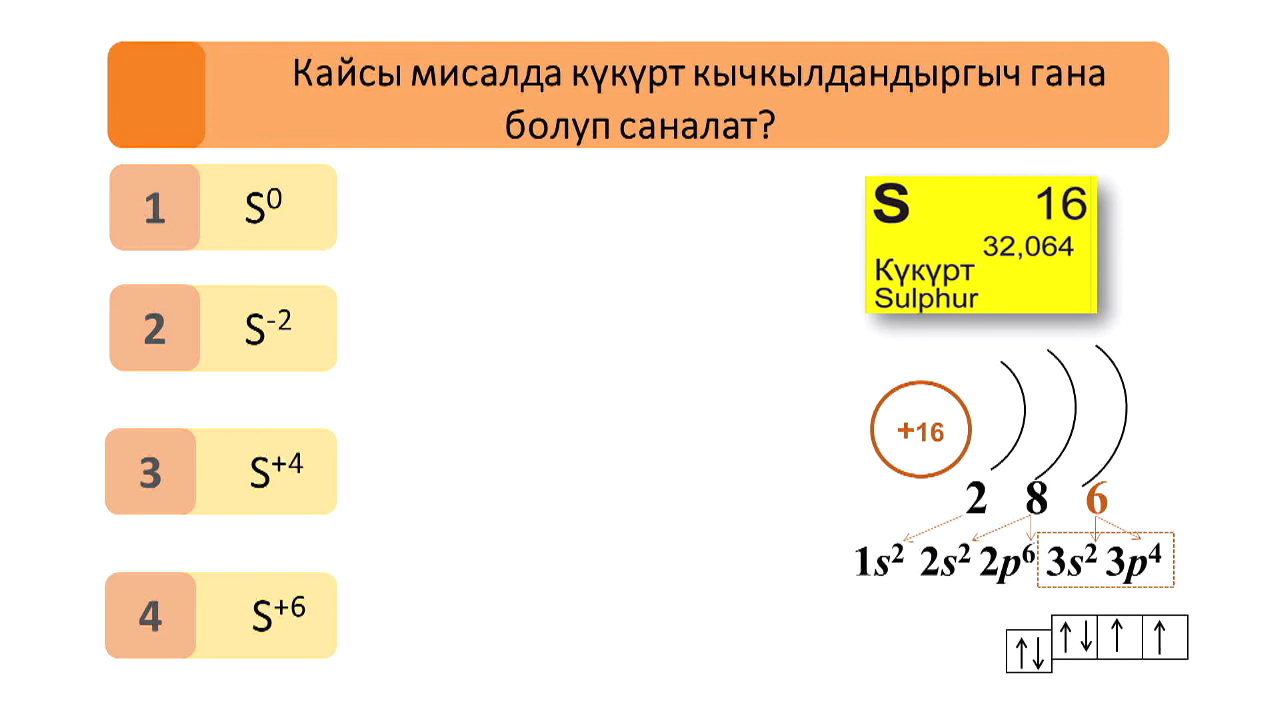 Кайсы мисалда күкүрт кычкылдандыргыч гана
болуп саналат?
1 S⁰
2 S⁻²
3 S⁺⁴
4 S⁺⁶
S 16
32,064
Күкүрт
Sulphur
+16
2 8 6
1s² 2s² 2p⁶ 3s² 3p⁴